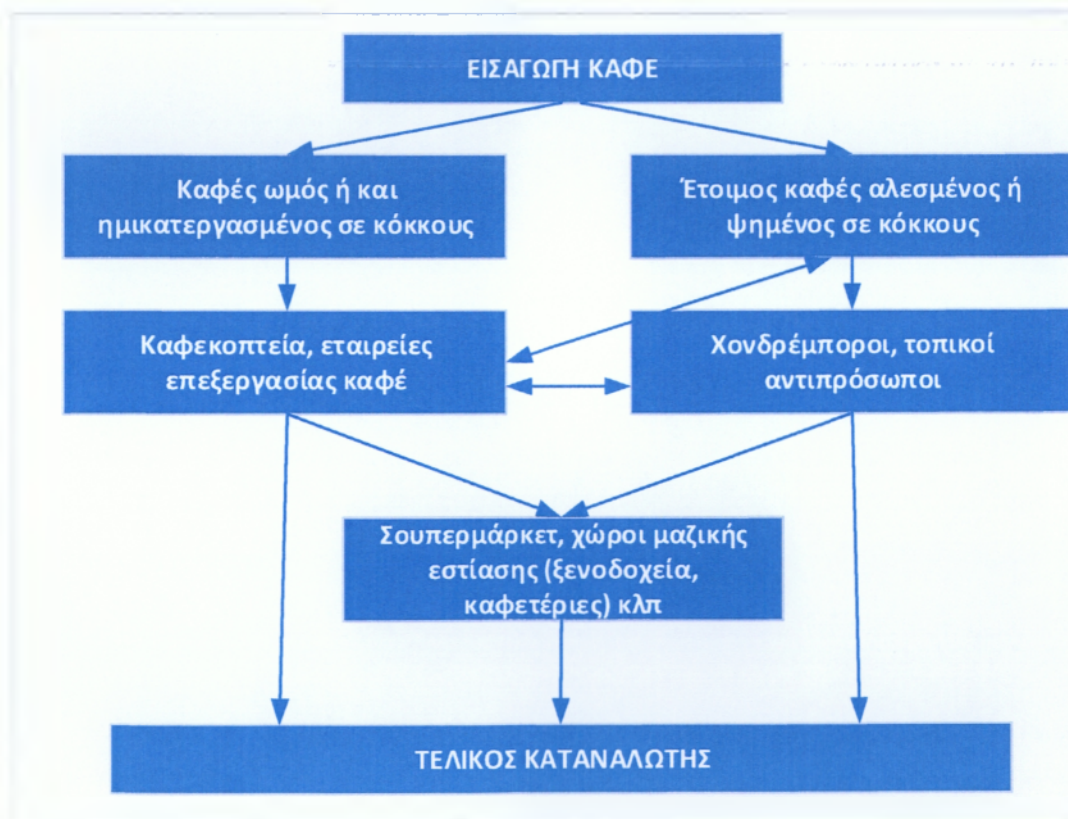 ΕΙΣΑΓΩΓΗ ΚΑΦΕ
Καφές ωμός ή και
ημικατεργασμένος σε κόκκους
Έτοιμος καφές αλεσμένος ή
ψημένος σε κόκκους
Καφεκοπτεία, εταιρείες
επεξεργασίας καφέ
Χονδρέμποροι, τοπικοί
αντιπρόσωποι
Σουπερμάρκετ, χώροι μαζικής
εστίασης (ξενοδοχεία,
καφετέριες) κλπ
ΤΕΛΙΚΟΣ ΚΑΤΑΝΑΛΩΤΗΣ